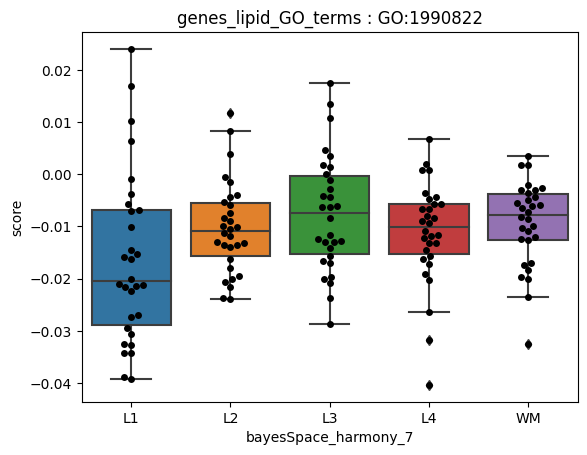 genes_lipid_GO_terms : GO:1990822
0.02
0.01
0.00
−0.01
−0.02
−0.03
−0.04
score
L1 L2 L3 L4 WM
bayesSpace_harmony_7